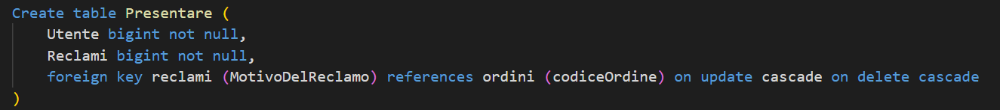 Create table Presentare (
    Utente bigint not null,
    Reclami bigint not null,
    foreign key reclami (MotivoDelReclamo) references ordini (codiceOrdine) on update cascade on delete cascade
)